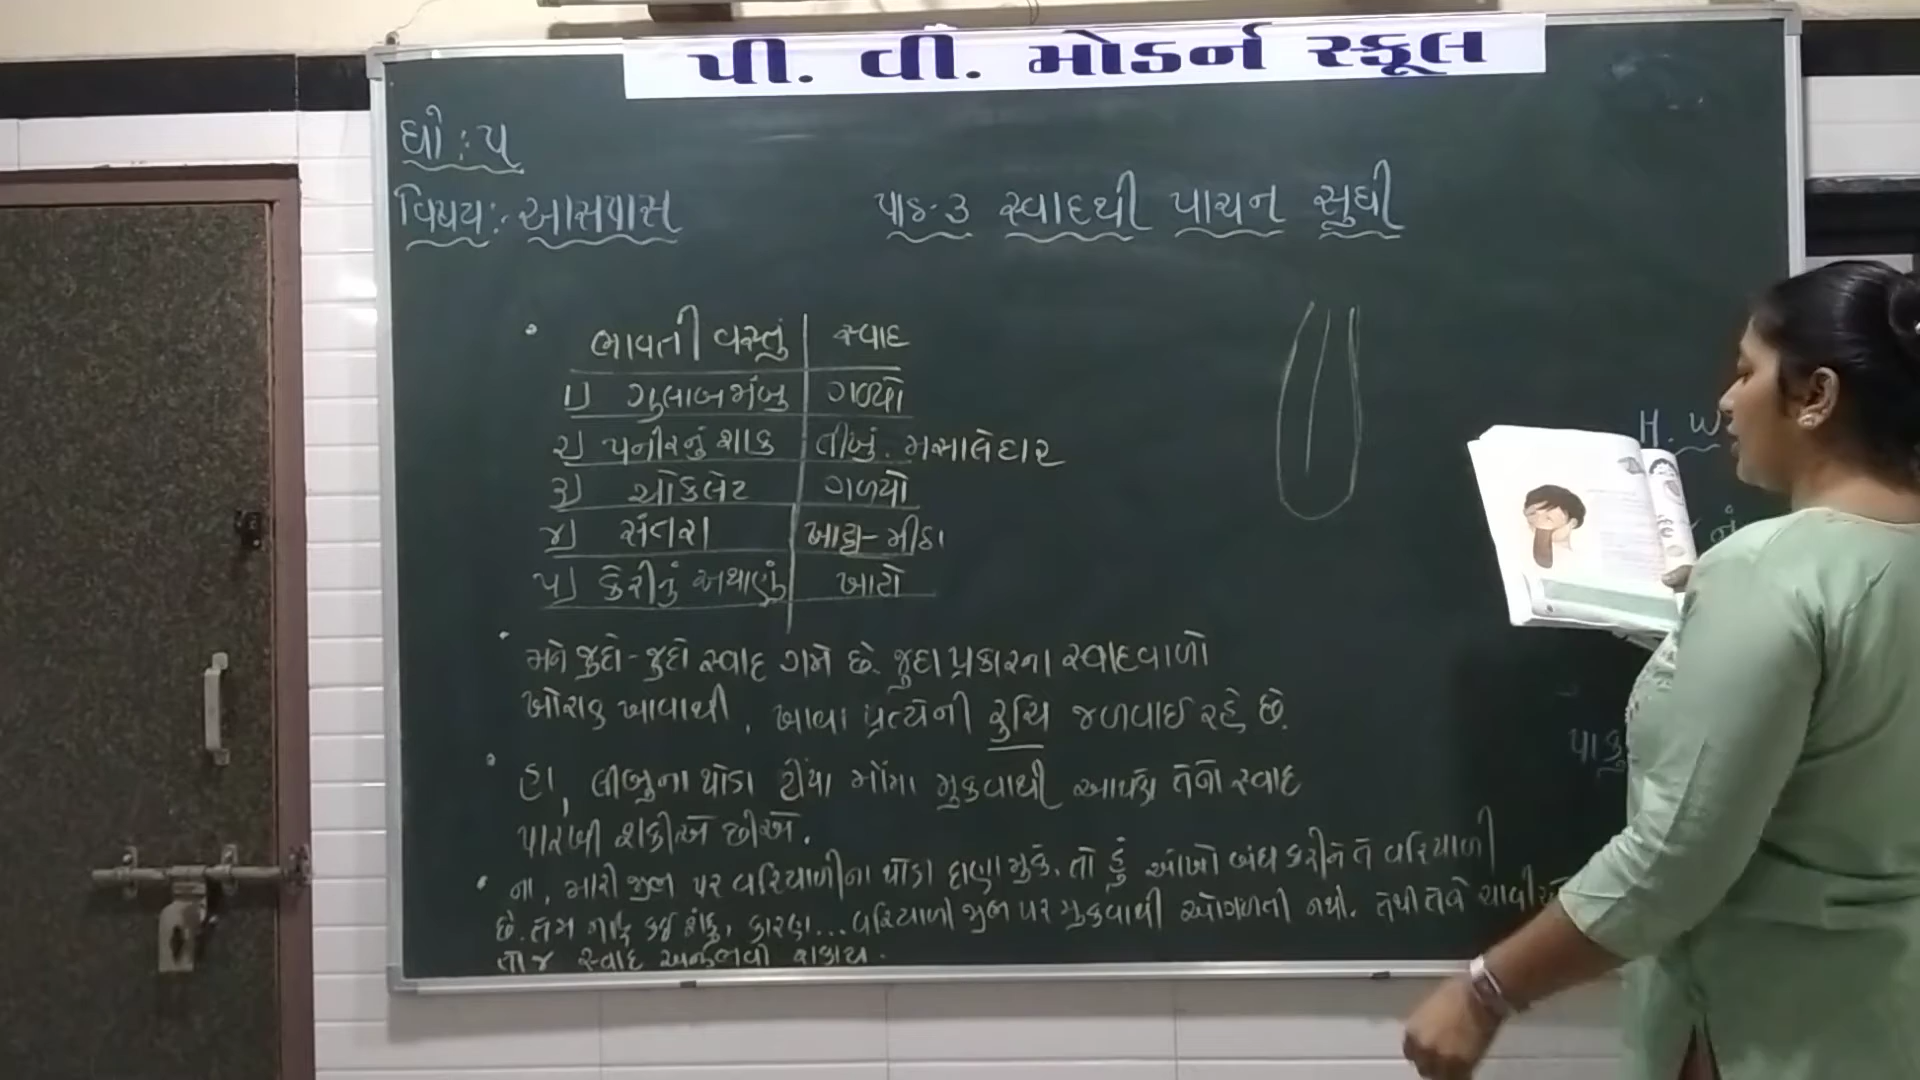 પી. વી. મોડર્ન સ્કૂલ
ધો : ૫
વિષય:- આસપાસ
પાઠ-૩ સ્વાદથી પાચન સુધી
ભાવતી વસ્તું સ્વાદ
૧) ગુલાબજાંબુ ગળ્યો
૨) પનીરનું શાક તીખું. મસાલેદાર
૩) ચોકલેટ ગળ્યો
૪) સંતરા ખાટ્ટા-મીઠા
૫) કેરીનું અથાણું ખાટો
મને જુદો-જુદો સ્વાદ ગમે છે. જુદા પ્રકારના સ્વાદવાળો
ખોરાક ખાવાથી, ખાવા પ્રત્યેની રુચિ જળવાઈ રહે છે.
હા, લીંબુના થોડા ટીંપા મોંમા મુકવાથી આપણે તેનો સ્વાદ
પારખી શકીએ છીએ.
ના, મારી જીભ પર વરિયાળીના થોડા દાણા મુકે. તો હું આંખો બંધ કરીને તે વરિયાળી
છે. તેમ નહિ કહી શકું, કારણ... વરિયાળી જીભ પર મુકવાથી ઓગળતી નથી. તેથી તેને
તો જ સ્વાદ અનુભવી શકાય.
H. W
નું
પાકુ